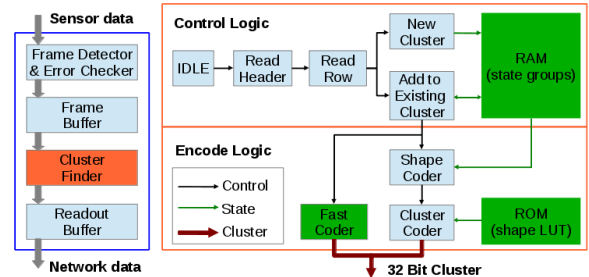 Sensor data
Frame Detector
& Error Checker
Frame
Buffer
Cluster
Finder
Readout
Buffer
Network data
Control Logic
IDLE
Read
Header
Read
Row
New
Cluster
Add to
Existing
Cluster
RAM
(state groups)
Encode Logic
Control
State
Cluster
Shape
Coder
Fast
Coder
Cluster
Coder
ROM
(shape LUT)
32 Bit Cluster